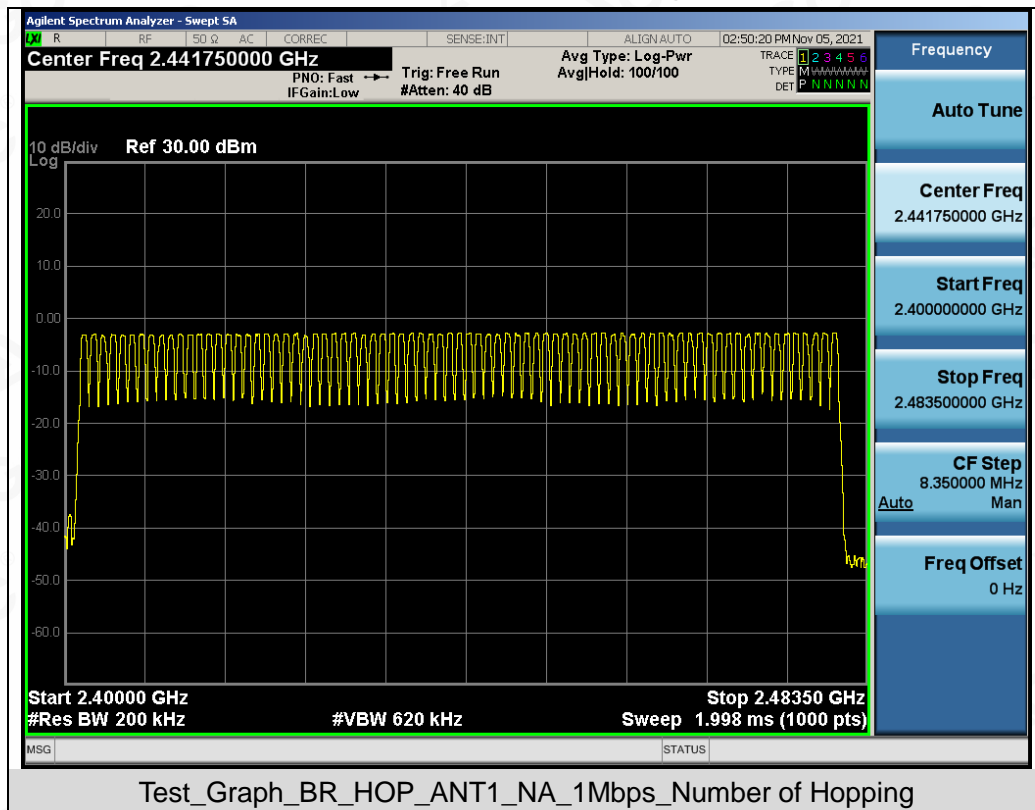 Agilent Spectrum Analyzer - Swept SA
LXI R RF 50 Ω AC CORREC SENSE:INT ALIGN AUTO 02:50:20 PM Nov 05, 2021
Center Freq 2.441750000 GHz
PNO: Fast
IFGain:Low
Trig: Free Run
#Atten: 40 dB
Avg Type: Log-Pwr
Avg|Hold: 100/100
TRACE 1 2 3 4 5 6
TYPE M
DET P N N N N N
10 dB/div Ref 30.00 dBm
Log
20.0
10.0
0.00
-10.0
-20.0
-30.0
-40.0
-50.0
-60.0
Start 2.40000 GHz Stop 2.48350 GHz
#Res BW 200 kHz #VBW 620 kHz Sweep 1.998 ms (1000 pts)
MSG STATUS
Frequency
Auto Tune
Center Freq
2.441750000 GHz
Start Freq
2.400000000 GHz
Stop Freq
2.483500000 GHz
CF Step
8.350000 MHz
Auto Man
Freq Offset
0 Hz
Test_Graph_BR_HOP_ANT1_NA_1Mbps_Number of Hopping